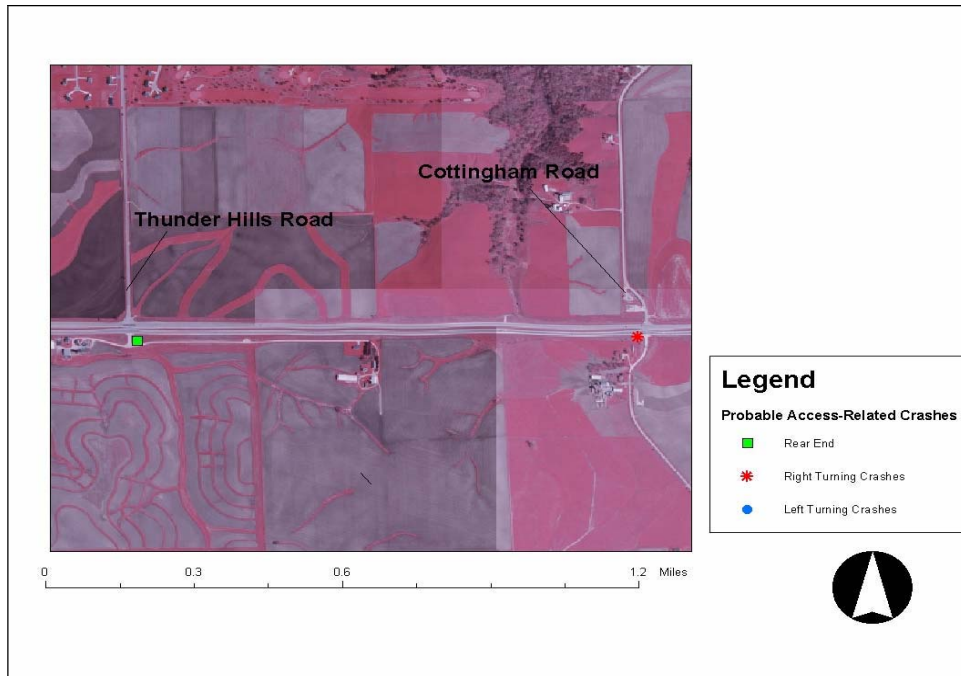 Cottingham Road
Thunder Hills Road
Legend
Probable Access-Related Crashes
Rear End
Right Turning Crashes
Left Turning Crashes
0 0.3 0.6 1.2 Miles